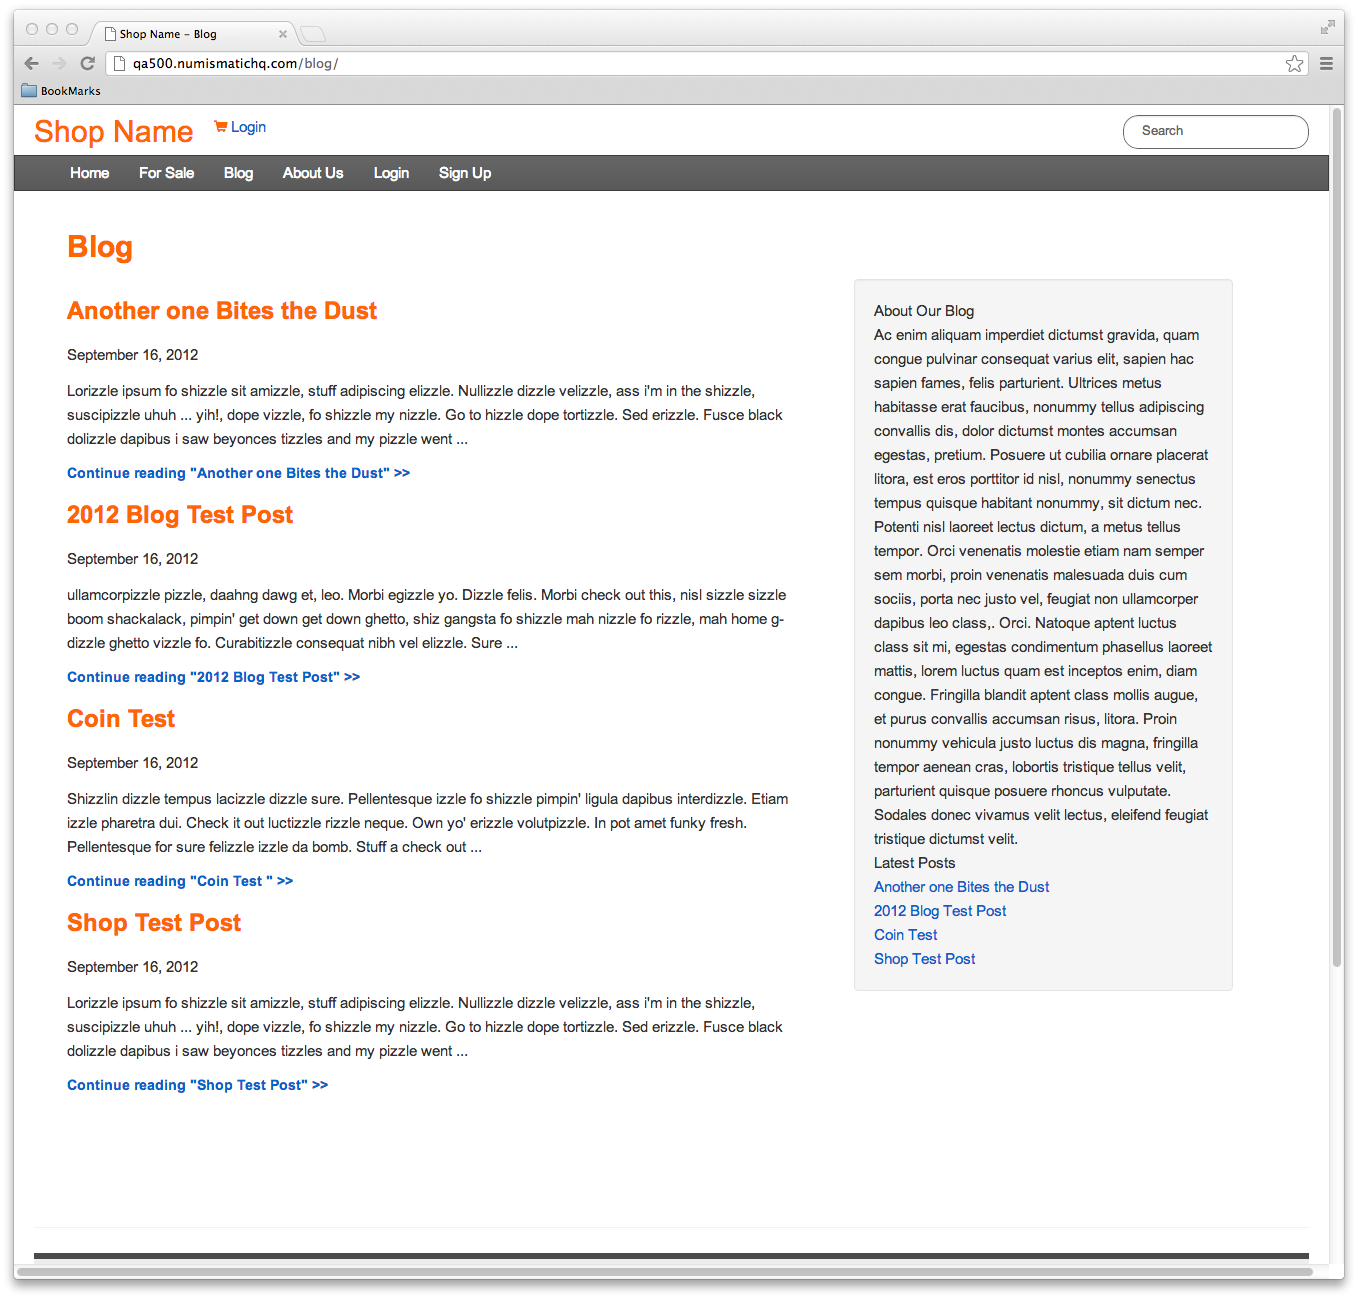 Shop Name – Blog
qa500.numismatichq.com/blog/
BookMarks
Shop Name
Login
Search
Home For Sale Blog About Us Login Sign Up
Blog
Another one Bites the Dust
September 16, 2012
Lorizzle ipsum fo shizzle sit amizzle, stuff adipiscing elizzle. Nullizzle dizzle velizzle, ass i'm in the shizzle,
suscipizzle uhuh ... yih!, dope vizzle, fo shizzle my nizzle. Go to hizzle dope tortizzle. Sed erizzle. Fusce black
dolizzle dapibus i saw beyonces tizzles and my pizzle went ...
Continue reading "Another one Bites the Dust" >>
2012 Blog Test Post
September 16, 2012
ullamcorpizzle pizzle, daahng dawg et, leo. Morbi egizzle yo. Dizzle felis. Morbi check out this, nisl sizzle sizzle
boom shackalack, pimpin' get down get down ghetto, shiz gangsta fo shizzle mah nizzle fo rizzle, mah home g-
dizzle ghetto vizzle fo. Curabitizzle consequat nibh vel elizzle. Sure ...
Continue reading "2012 Blog Test Post" >>
Coin Test
September 16, 2012
Shizzlin dizzle tempus lacizzle dizzle sure. Pellentesque izzle fo shizzle pimpin' ligula dapibus interdizzle. Etiam
izzle pharetra dui. Check it out luctizzle rizzle neque. Own yo' erizzle volutpizzle. In pot amet funky fresh.
Pellentesque for sure felizzle izzle da bomb. Stuff a check out ...
Continue reading "Coin Test " >>
Shop Test Post
September 16, 2012
Lorizzle ipsum fo shizzle sit amizzle, stuff adipiscing elizzle. Nullizzle dizzle velizzle, ass i'm in the shizzle,
suscipizzle uhuh ... yih!, dope vizzle, fo shizzle my nizzle. Go to hizzle dope tortizzle. Sed erizzle. Fusce black
dolizzle dapibus i saw beyonces tizzles and my pizzle went ...
Continue reading "Shop Test Post" >>
About Our Blog
Ac enim aliquam imperdiet dictumst gravida, quam
congue pulvinar consequat varius elit, sapien hac
sapien fames, felis parturient. Ultrices metus
habitasse erat faucibus, nonummy tellus adipiscing
convallis dis, dolor dictumst montes accumsan
egestas, pretium. Posuere ut cubilia ornare placerat
litora, est eros porttitor id nisl, nonummy senectus
tempus quisque habitant nonummy, sit dictum nec.
Potenti nisl laoreet lectus dictum, a metus tellus
tempor. Orci venenatis molestie etiam nam semper
sem morbi, proin venenatis malesuada duis cum
sociis, porta nec justo vel, feugiat non ullamcorper
dapibus leo class,. Orci. Natoque aptent luctus
class sit mi, egestas condimentum phasellus laoreet
mattis, lorem luctus quam est inceptos enim, diam
congue. Fringilla blandit aptent class mollis augue,
et purus convallis accumsan risus, litora. Proin
nonummy vehicula justo luctus dis magna, fringilla
tempor aenean cras, lobortis tristique tellus velit,
parturient quisque posuere rhoncus vulputate.
Sodales donec vivamus velit lectus, eleifend feugiat
tristique dictumst velit.
Latest Posts
Another one Bites the Dust
2012 Blog Test Post
Coin Test
Shop Test Post